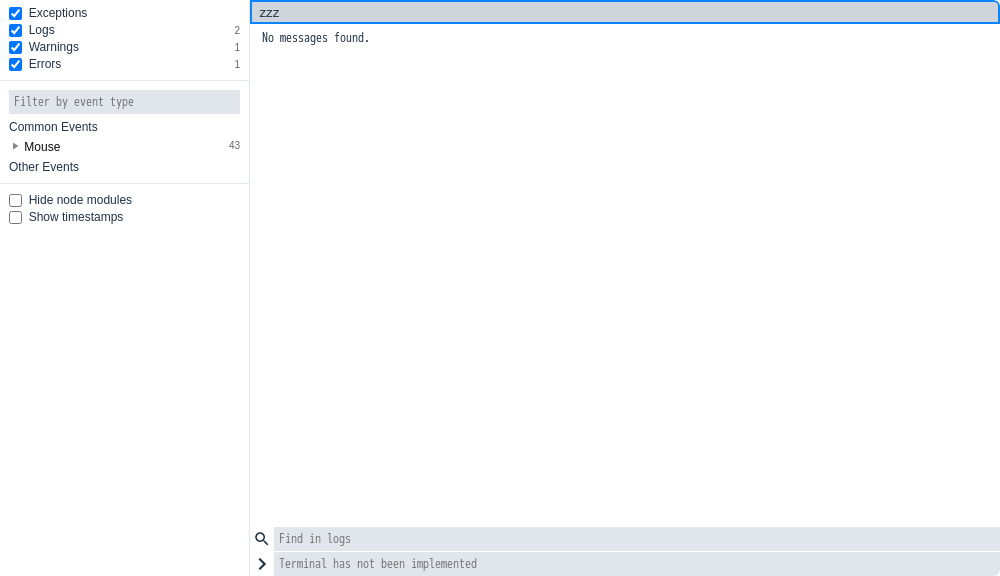 Exceptions
Logs 2
Warnings 1
Errors 1
Filter by event type
Common Events
Mouse 43
Other Events
Hide node modules
Show timestamps
zzz
No messages found.
Find in logs
Terminal has not been implemented